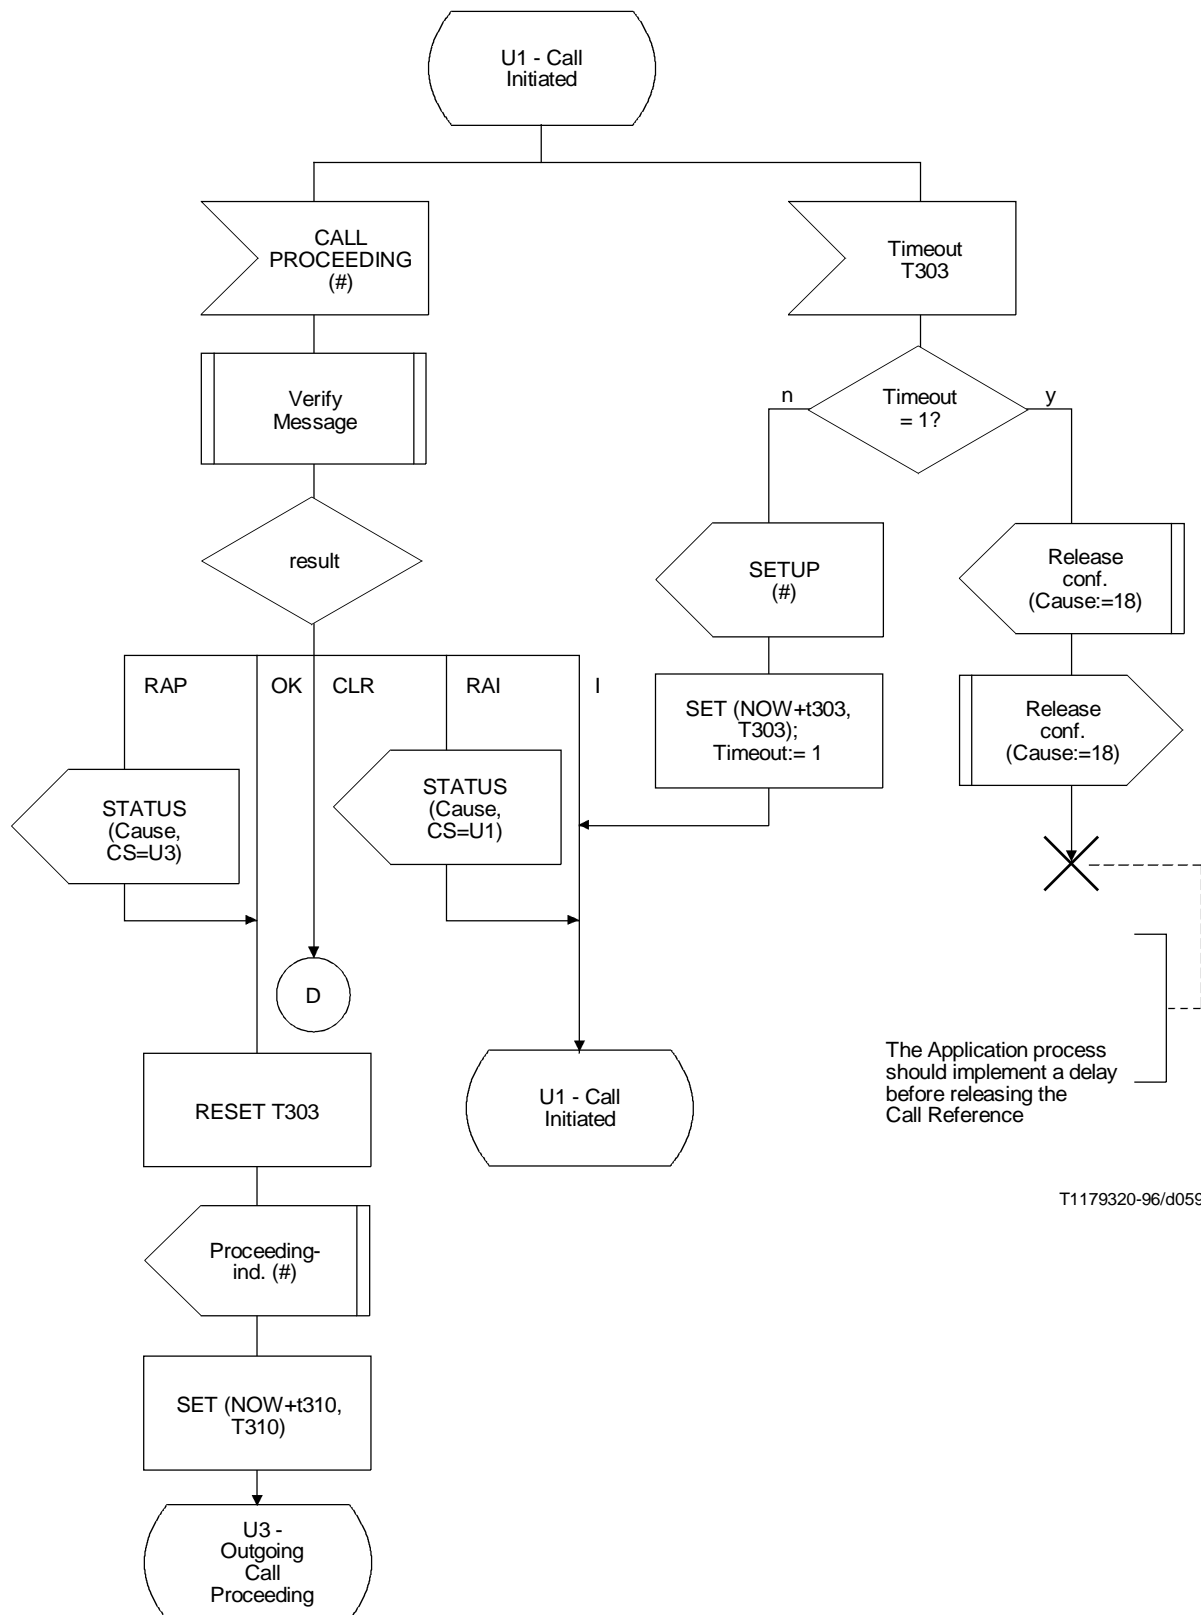 U1 - Call
Initiated
CALL
PROCEEDING
(#)
Timeout
T303
Verify
Message
n
Timeout
= 1?
y
result
SETUP
(#)
Release
conf.
(Cause:=18)
RAP
OK
CLR
RAI
I
SET (NOW+t303,
T303);
Timeout:= 1
Release
conf.
(Cause:=18)
STATUS
(Cause,
CS=U3)
STATUS
(Cause,
CS=U1)
D
RESET T303
U1 - Call
Initiated
The Application process
should implement a delay
before releasing the
Call Reference
T1179320-96/d059
Proceeding-
ind. (#)
SET (NOW+t310,
T310)
U3 -
Outgoing
Call
Proceeding